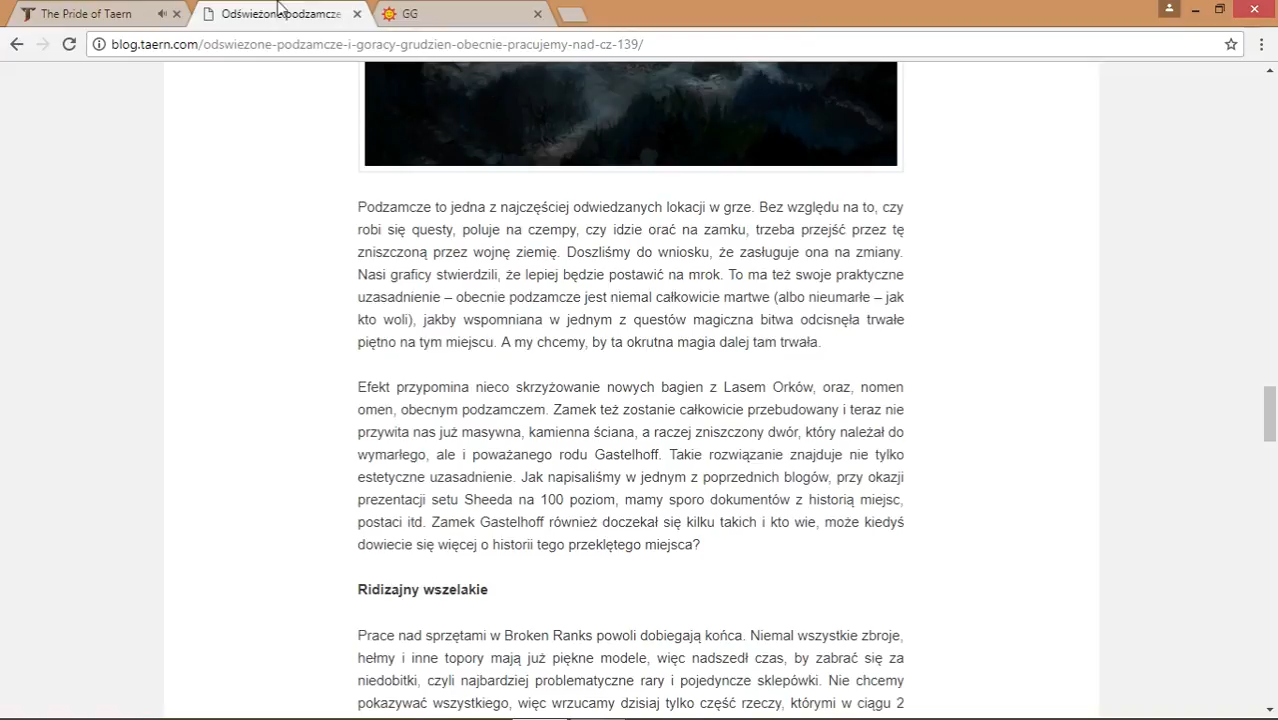 The Pride of Taern
Odświeżone podzamcze
GG
blog.taern.com/odswiezone-podzamcze-i-goracy-grudzien-obecnie-pracujemy-nad-cz-139/
Podzamcze to jedna z najczęściej odwiedzanych lokacji w grze. Bez względu na to, czy
robi się questy, poluje na czempy, czy idzie orać na zamku, trzeba przejść przez tę
zniszczoną przez wojnę ziemię. Doszliśmy do wniosku, że zasługuje ona na zmiany.
Nasi graficy stwierdzili, że lepiej będzie postawić na mrok. To ma też swoje praktyczne
uzasadnienie – obecnie podzamcze jest niemal całkowicie martwe (albo nieumarłe – jak
kto woli), jakby wspomniana w jednym z questów magiczna bitwa odcisnęła trwałe
piętno na tym miejscu. A my chcemy, by ta okrutna magia dalej tam trwała.
Efekt przypomina nieco skrzyżowanie nowych bagien z Lasem Orków, oraz, nomen
omen, obecnym podzamczem. Zamek też zostanie całkowicie przebudowany i teraz nie
przywita nas już masywna, kamienna ściana, a raczej zniszczony dwór, który należał do
wymarłego, ale i poważanego rodu Gastelhoff. Takie rozwiązanie znajduje nie tylko
estetyczne uzasadnienie. Jak napisaliśmy w jednym z poprzednich blogów, przy okazji
prezentacji setu Sheeda na 100 poziom, mamy sporo dokumentów z historią miejsc,
postaci itd. Zamek Gastelhoff również doczekał się kilku takich i kto wie, może kiedyś
dowiecie się więcej o historii tego przeklętego miejsca?
Ridizajny wszelakie
Prace nad sprzętami w Broken Ranks powoli dobiegają końca. Niemal wszystkie zbroje,
hełmy i inne topory mają już piękne modele, więc nadszedł czas, by zabrać się za
niedobitki, czyli najbardziej problematyczne rary i pojedyncze sklepówki. Nie chcemy
pokazywać wszystkiego, więc wrzucamy dzisiaj tylko część rzeczy, którymi w ciągu 2